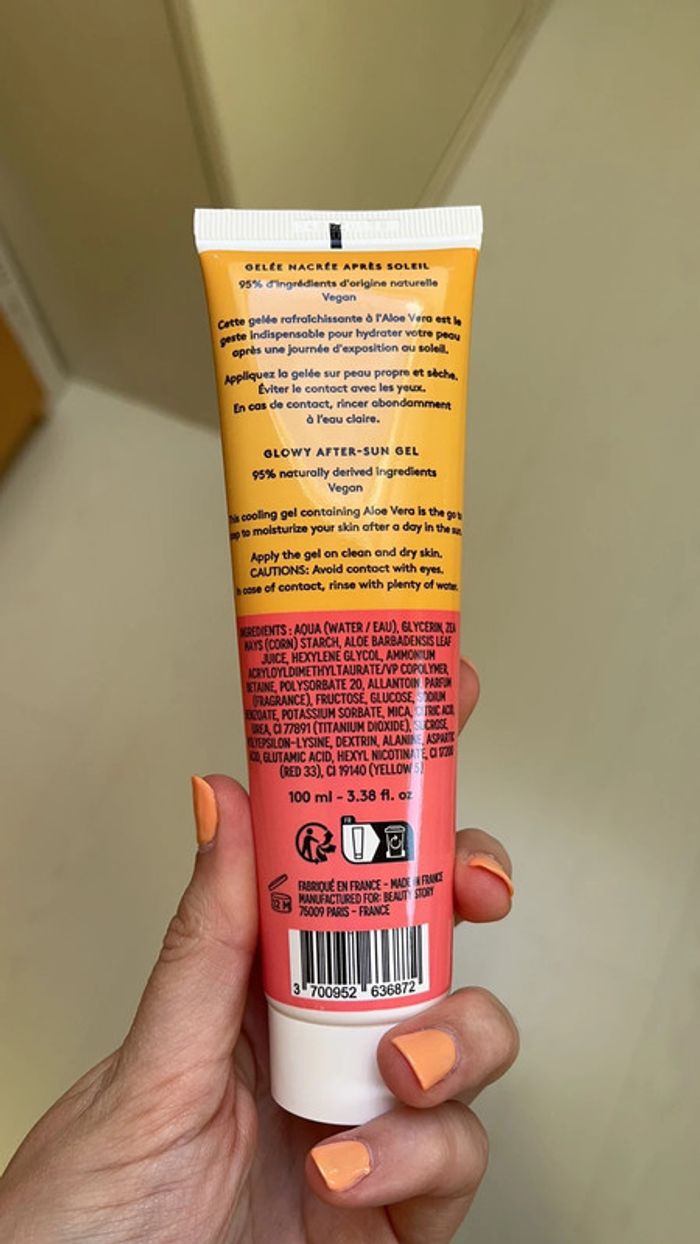 GELÉE NACRÉE APRÈS SOLEIL
95% d'ingrédients d'origine naturelle
Vegan
Cette gelée rafraîchissante à l'Aloe Vera est le
geste indispensable pour hydrater votre peau
après une journée d'exposition au soleil.
Appliquez la gelée sur peau propre et sèche.
Éviter le contact avec les yeux.
En cas de contact, rincer abondamment
à l'eau claire.
GLOWY AFTER-SUN GEL
95% naturally derived ingredients
Vegan
This cooling gel containing Aloe Vera is the go to
step to moisturize your skin after a day in the sun.
Apply the gel on clean and dry skin.
CAUTIONS: Avoid contact with eyes.
In case of contact, rinse with plenty of water.
INGREDIENTS : AQUA (WATER / EAU), GLYCERIN, ZEA
MAYS (CORN) STARCH, ALOE BARBADENSIS LEAF
JUICE, HEXYLENE GLYCOL, AMMONIUM
ACRYLOYLDIMETHYLTAURATE/VP COPOLYMER,
BETAINE, POLYSORBATE 20, ALLANTOIN, PARFUM
(FRAGRANCE), FRUCTOSE, GLUCOSE, SODIUM
BENZOATE, POTASSIUM SORBATE, MICA, CITRIC ACID,
UREA, CI 77891 (TITANIUM DIOXIDE), SUCROSE,
POLYEPSILON-LYSINE, DEXTRIN, ALANINE, ASPARTIC
ACID, GLUTAMIC ACID, HEXYL NICOTINATE, CI 17200
(RED 33), CI 19140 (YELLOW 5)
100 ml - 3.38 fl. oz
FR
12 M
FABRIQUÉ EN FRANCE - MADE IN FRANCE
MANUFACTURED FOR: BEAUTY STORY
75009 PARIS - FRANCE
3 700952 636872